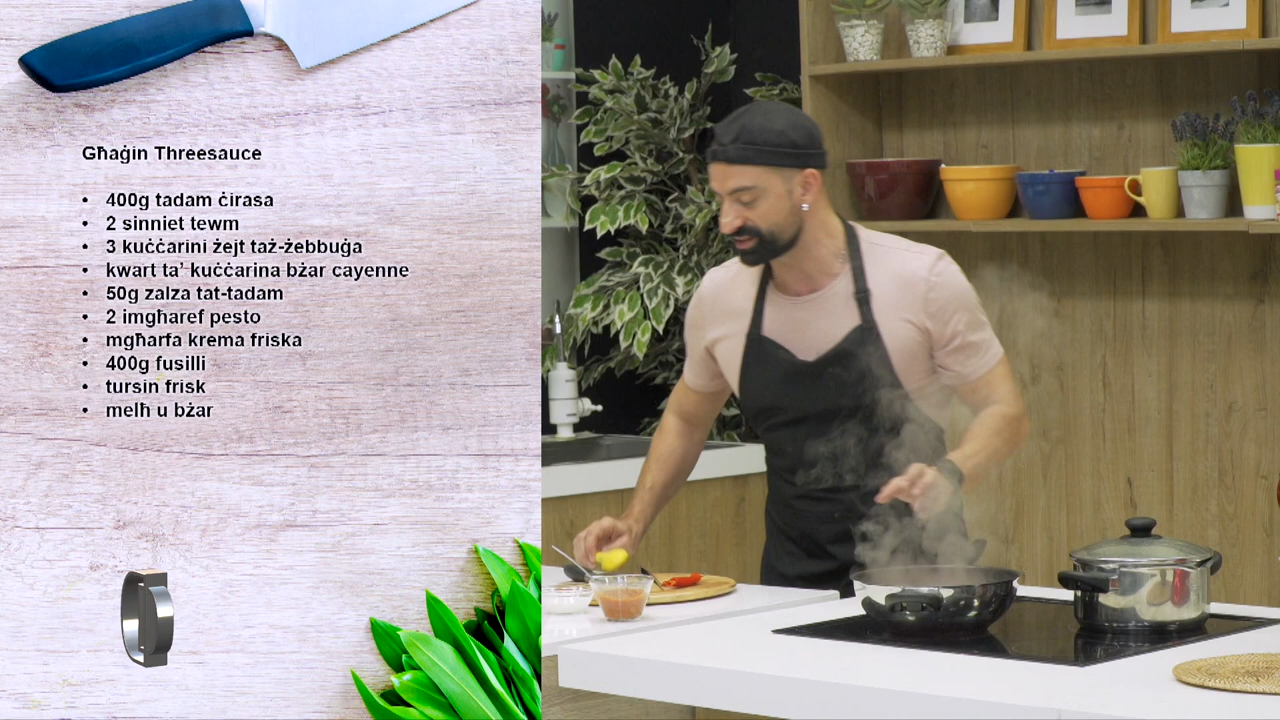 Għaġin Threesauce
• 400g tadam ċirasa
• 2 sinniet tewm
• 3 kuċċarini żejt taż-żebbuġa
• kwart ta' kuċċarina bżar cayenne
• 50g zalza tat-tadam
• 2 imgħaref pesto
• mgħarfa krema friska
• 400g fusilli
• tursin frisk
• melħ u bżar